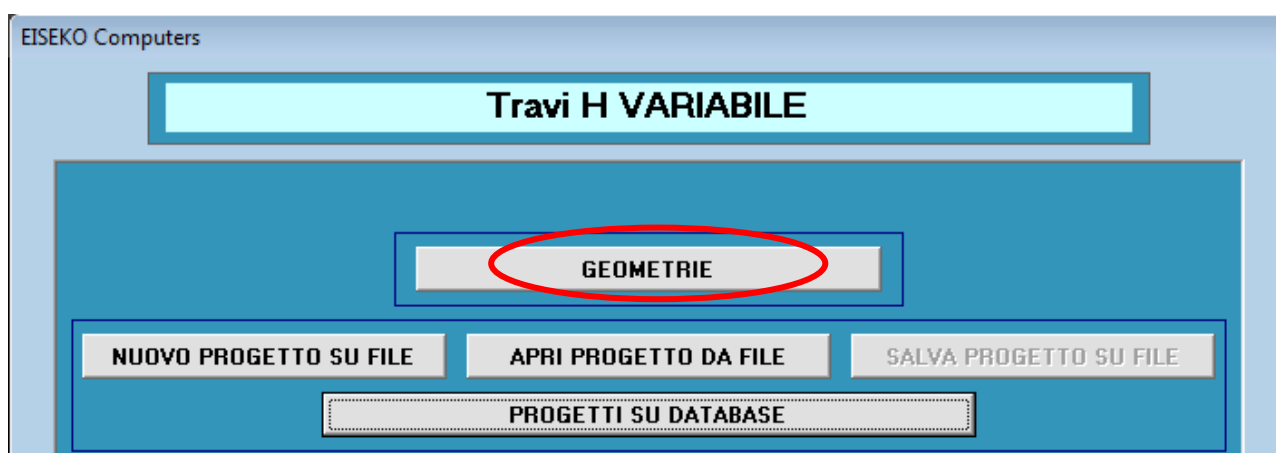 EISEKO Computers
Travi H VARIABILE
GEOMETRIE
NUOVO PROGETTO SU FILE APRI PROGETTO DA FILE SALVA PROGETTO SU FILE
PROGETTI SU DATABASE